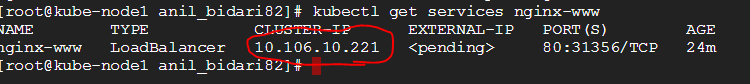 [root@kube-node1 anil_bidari82]# kubectl get services nginx-www
NAME TYPE CLUSTER-IP EXTERNAL-IP PORT(S) AGE
nginx-www LoadBalancer 10.106.10.221 <pending> 80:31356/TCP 24m
[root@kube-node1 anil_bidari82]#